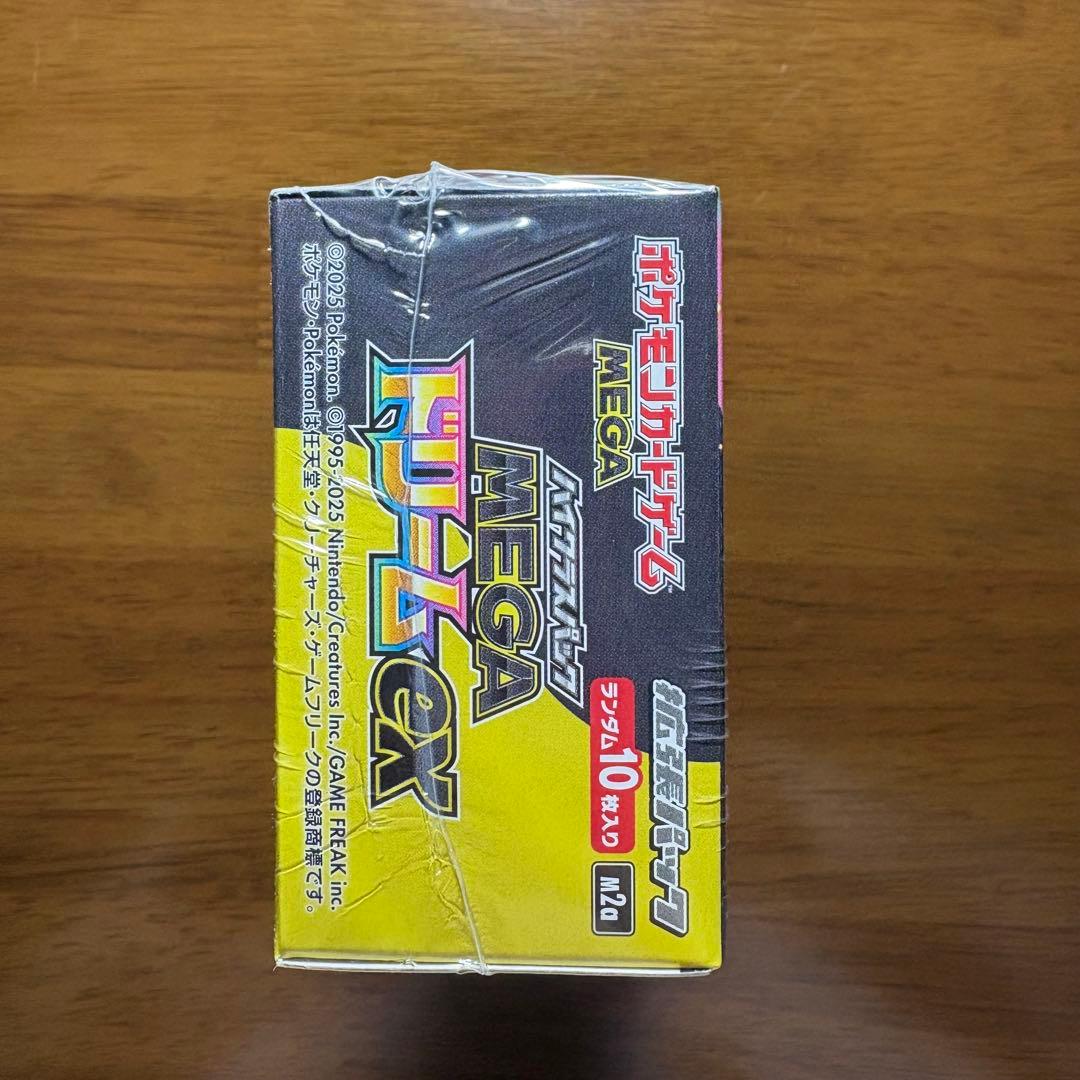 ポケモンカードゲーム™
MEGA
拡張パック
ハイクラスパック
MEGA
ドリームex
ランダム10枚入り
m2a
©2025 Pokémon. ©1995-2025 Nintendo/Creatures Inc./GAME FREAK inc.
ポケモン・Pokémonは任天堂・クリーチャーズ・ゲームフリークの登録商標です。